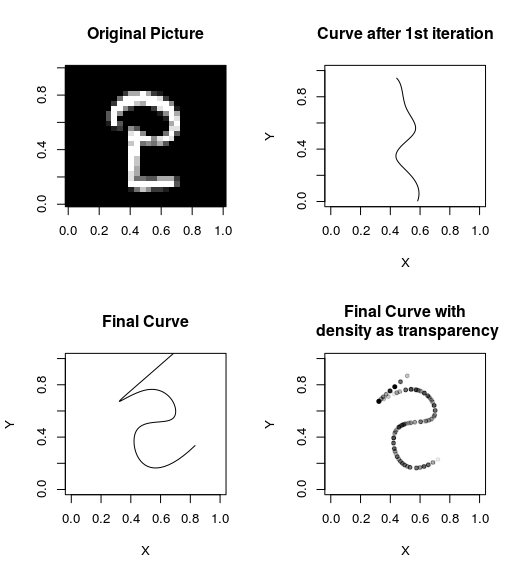 Original Picture
0.0 0.4 0.8
0.0 0.2 0.4 0.6 0.8 1.0
Curve after 1st iteration
Y
0.0 0.4 0.8
0.0 0.2 0.4 0.6 0.8 1.0
X
Final Curve
Y
0.0 0.4 0.8
0.0 0.2 0.4 0.6 0.8 1.0
X
Final Curve with
density as transparency
Y
0.0 0.4 0.8
0.0 0.2 0.4 0.6 0.8 1.0
X